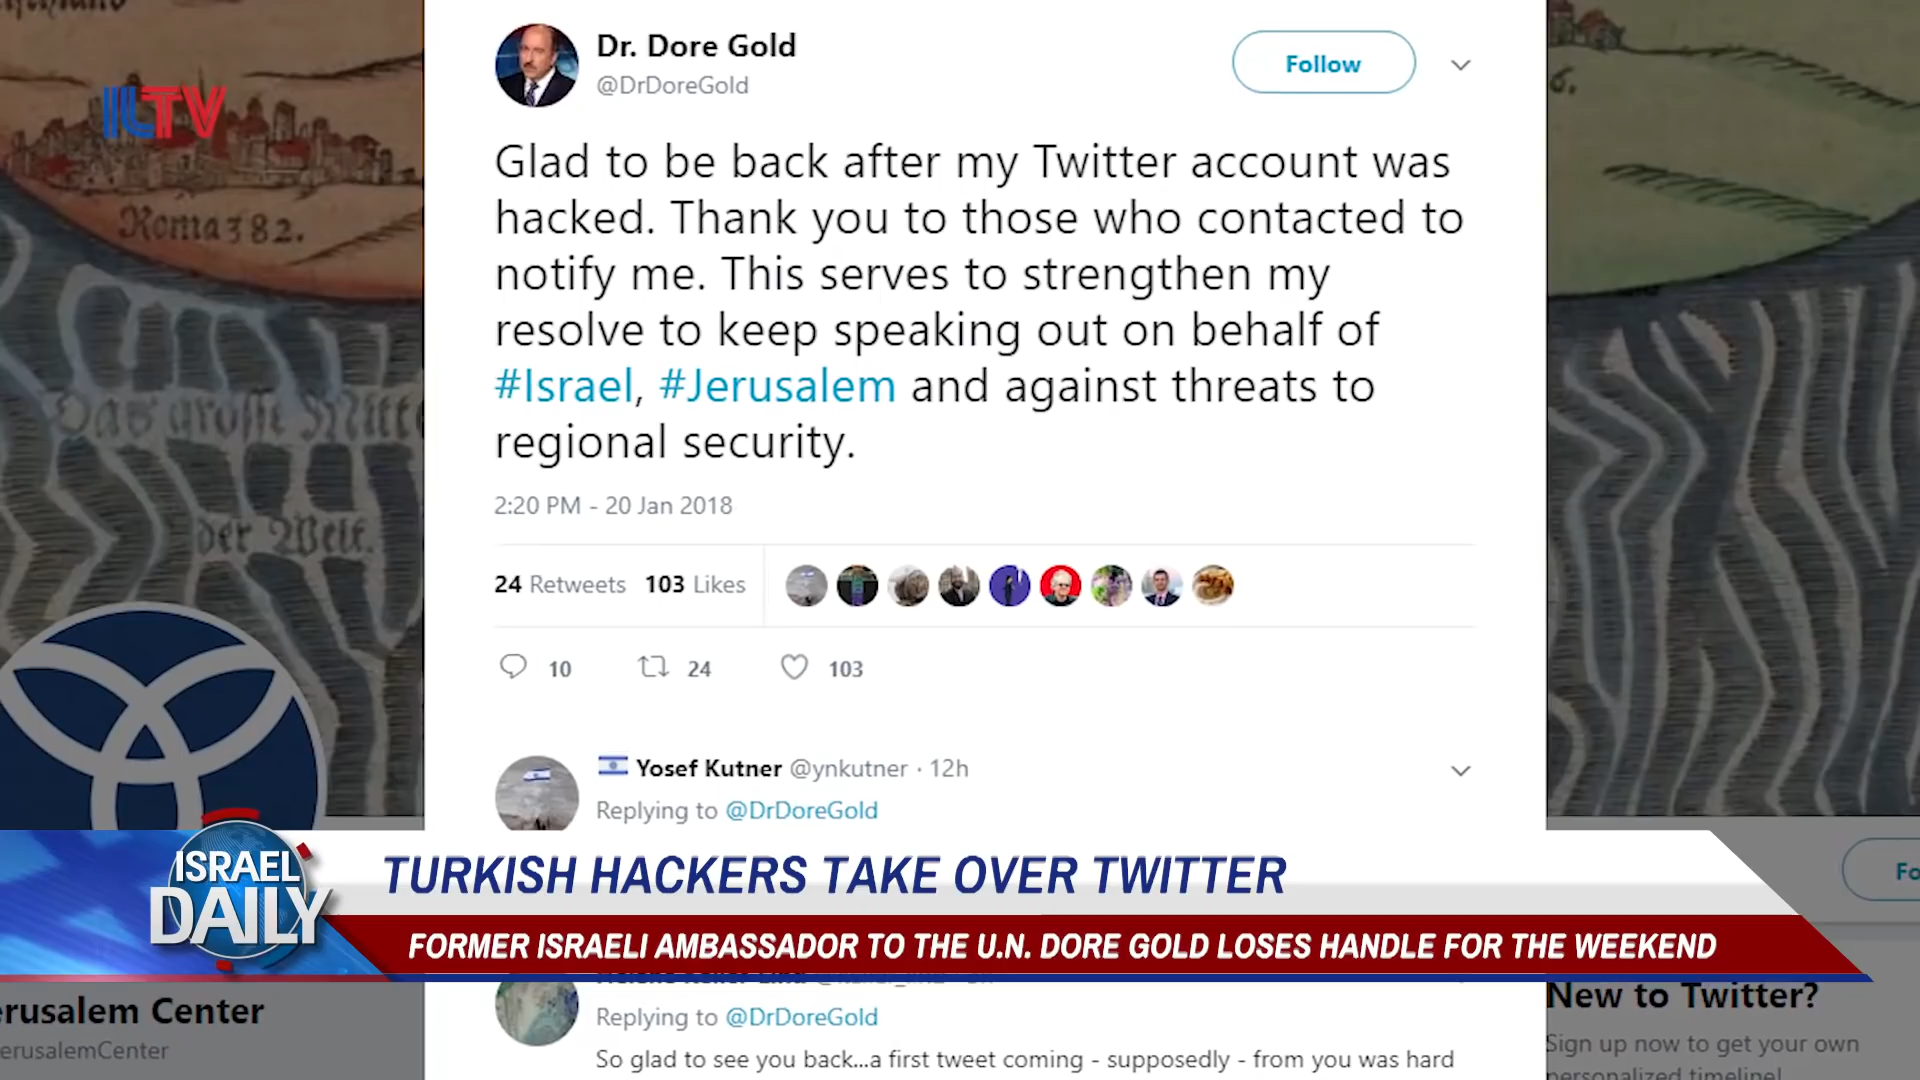 Dr. Dore Gold
@DrDoreGold
Follow
ILTV
Glad to be back after my Twitter account was
hacked. Thank you to those who contacted to
notify me. This serves to strengthen my
resolve to keep speaking out on behalf of
#Israel, #Jerusalem and against threats to
regional security.
2:20 PM - 20 Jan 2018
24 Retweets 103 Likes
10 24 103
Roma 382.
Das grosse Mitte
der Welt.
6.
Yosef Kutner @ynkutner · 12h
Replying to @DrDoreGold
ISRAEL
DAILY
TURKISH HACKERS TAKE OVER TWITTER
FORMER ISRAELI AMBASSADOR TO THE U.N. DORE GOLD LOSES HANDLE FOR THE WEEKEND
Fo
Replying to @DrDoreGold
So glad to see you back...a first tweet coming - supposedly - from you was hard
erusalem Center
erusalemCenter
New to Twitter?
Sign up now to get your own
personalized timeline!